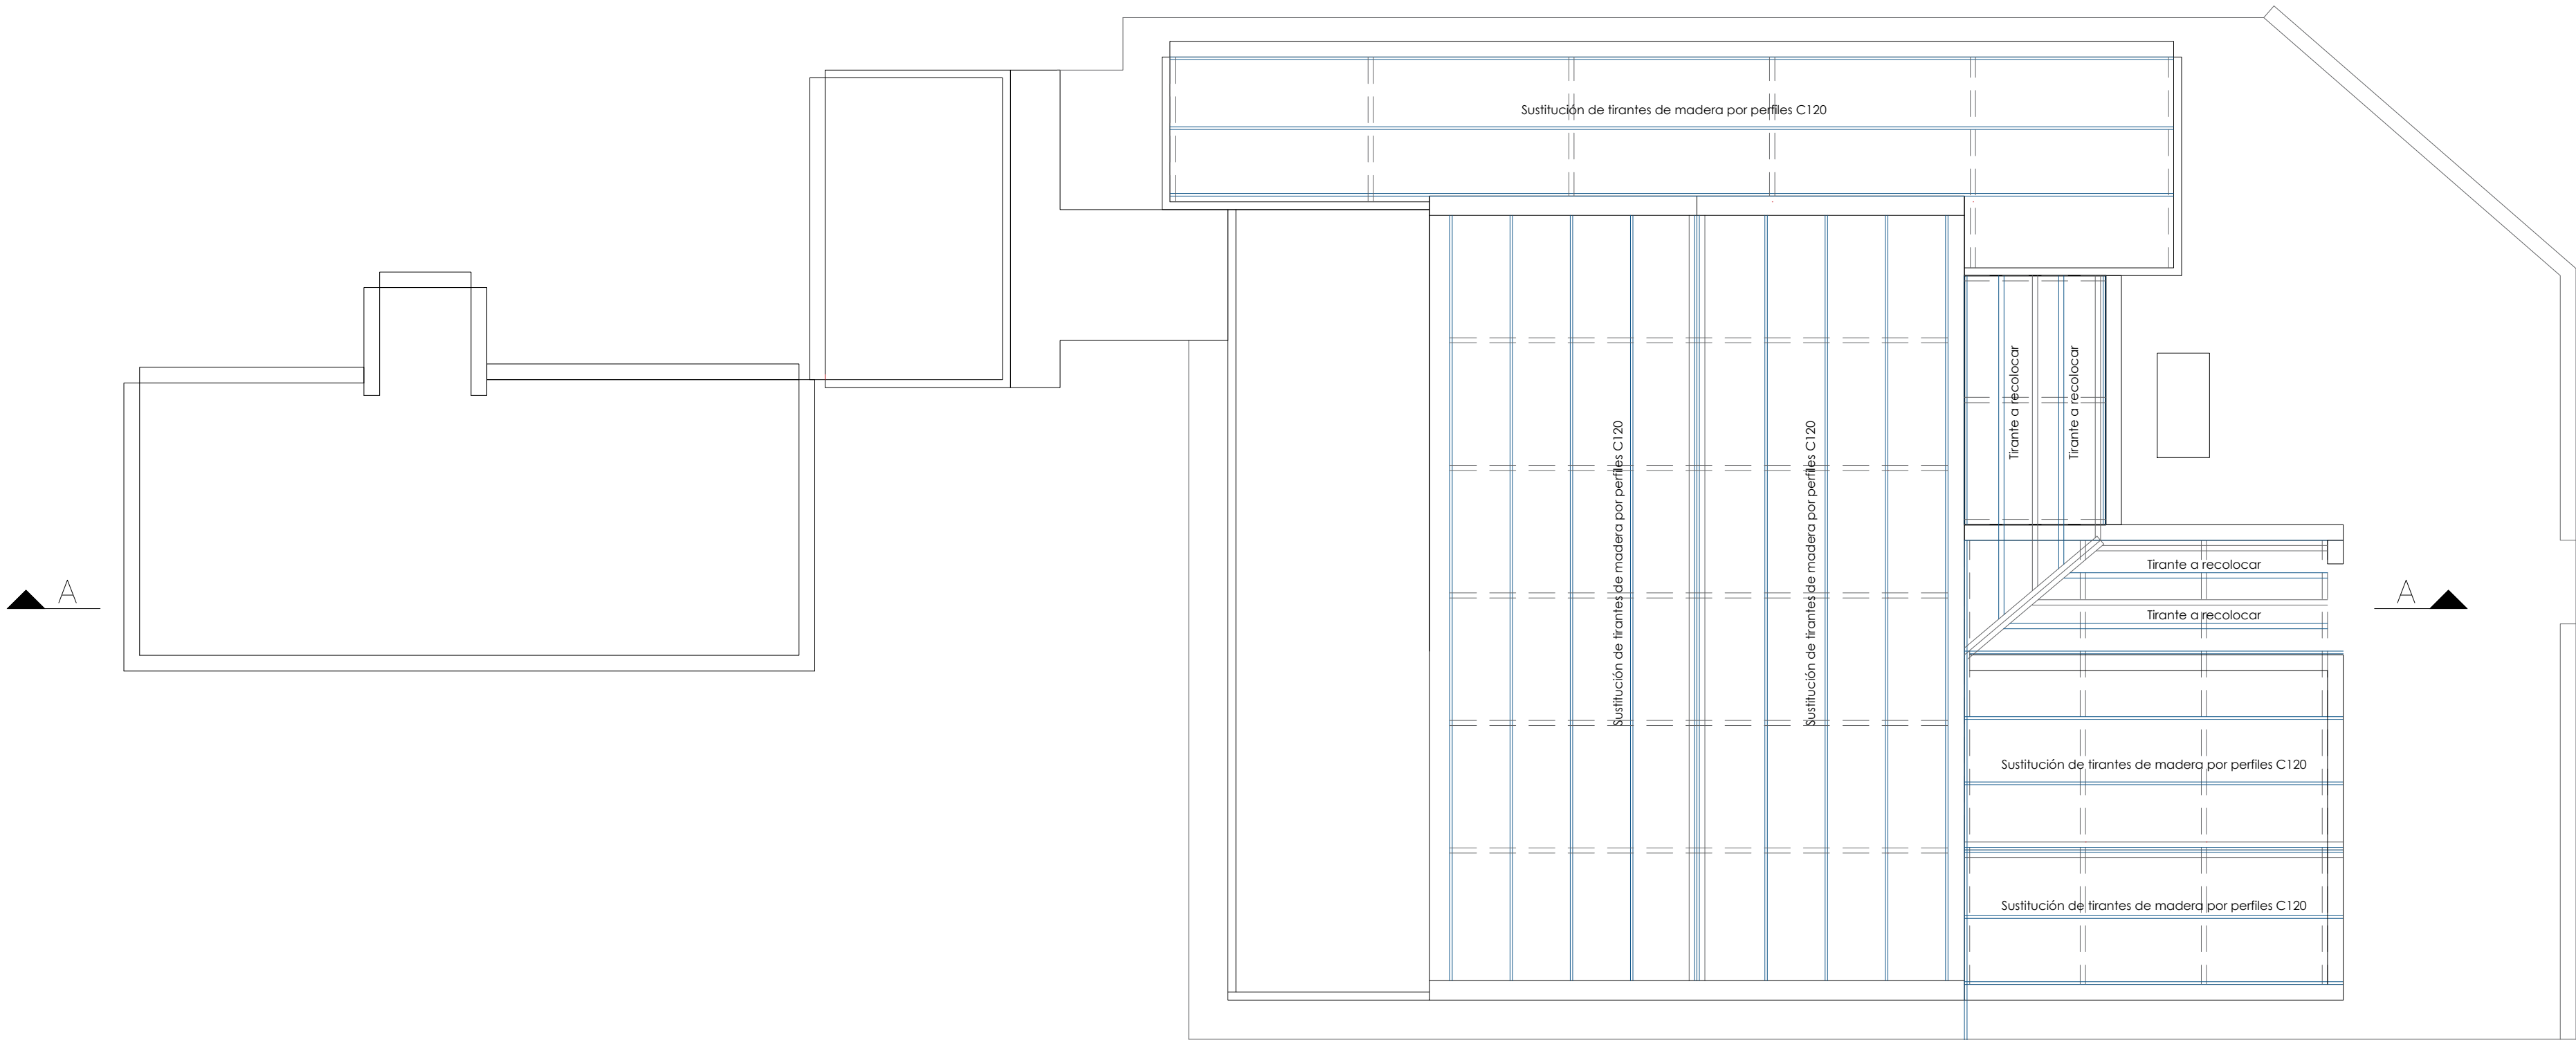 Sustitución de tirantes de madera por perfiles C120
Sustitución de tirantes de madera por perfiles C120
Sustitución de tirantes de madera por perfiles C120
Tirante a recolocar
Tirante a recolocar
Tirante a recolocar
Tirante a recolocar
A
A
Sustitución de tirantes de madera por perfiles C120
Sustitución de tirantes de madera por perfiles C120